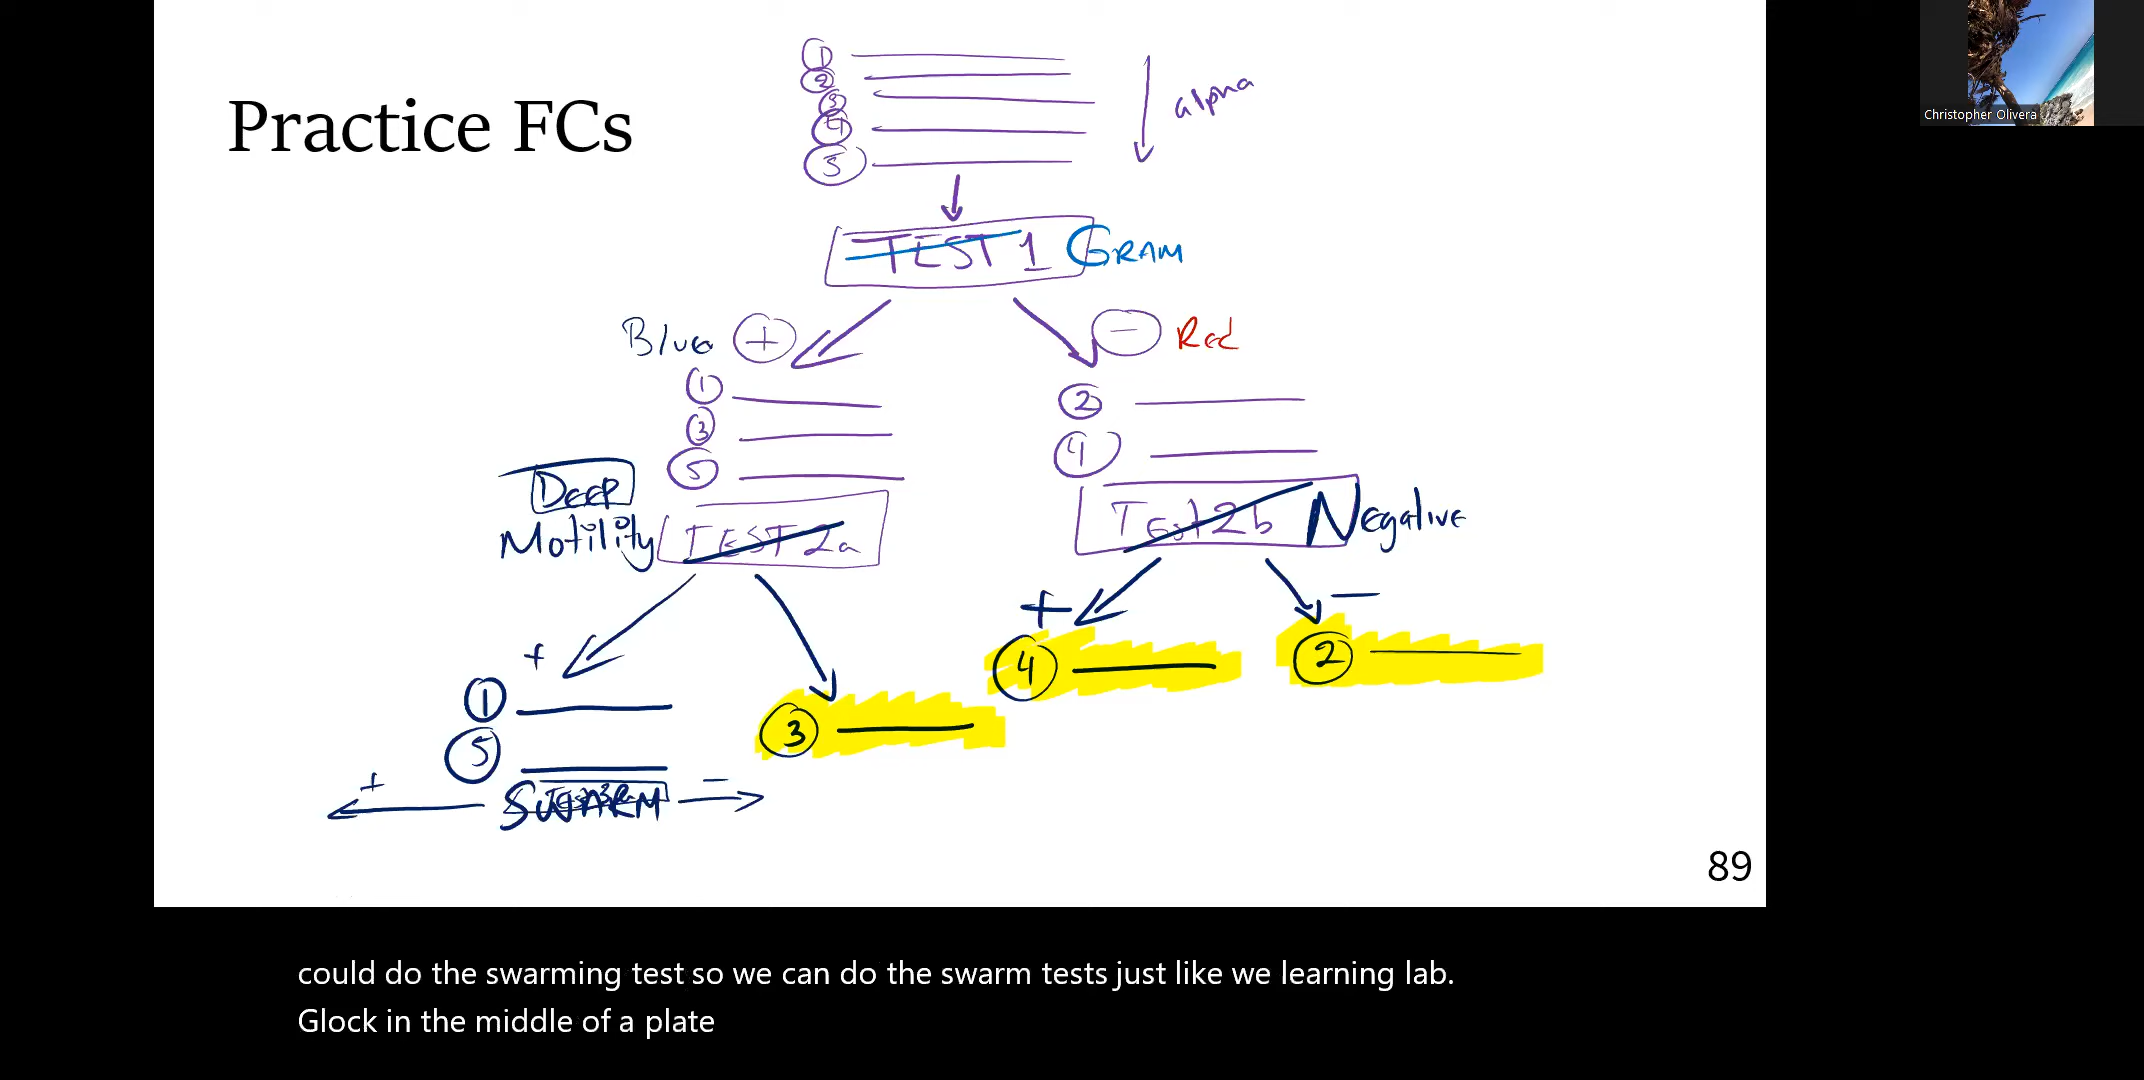 Christopher Olivera
Practice FCs
1
2
3
4
5
alpha
TEST 1 GRAM
Blue +
− Red
1
3
5
2
4
DEEP
Motility TEST 2a
Test 2b Negative
+ −
4
2
+
1
5
3
+ SWARM −
89
could do the swarming test so we can do the swarm tests just like we learning lab.
Glock in the middle of a plate